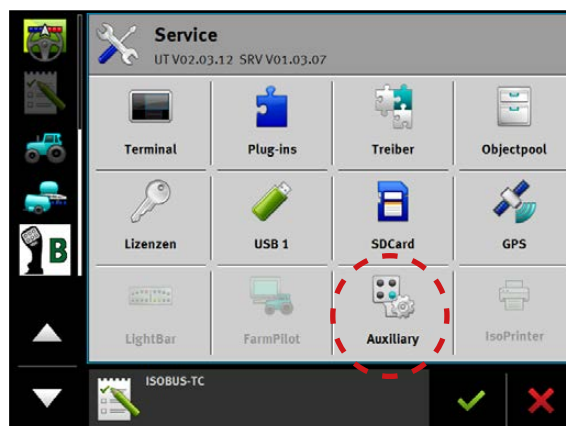 Service
UT V02.03.12 SRV V01.03.07
Terminal
Plug-ins
Treiber
Objectpool
Lizenzen
USB 1
SDCard
GPS
B
LightBar
FarmPilot
Auxiliary
IsoPrinter
ISOBUS-TC